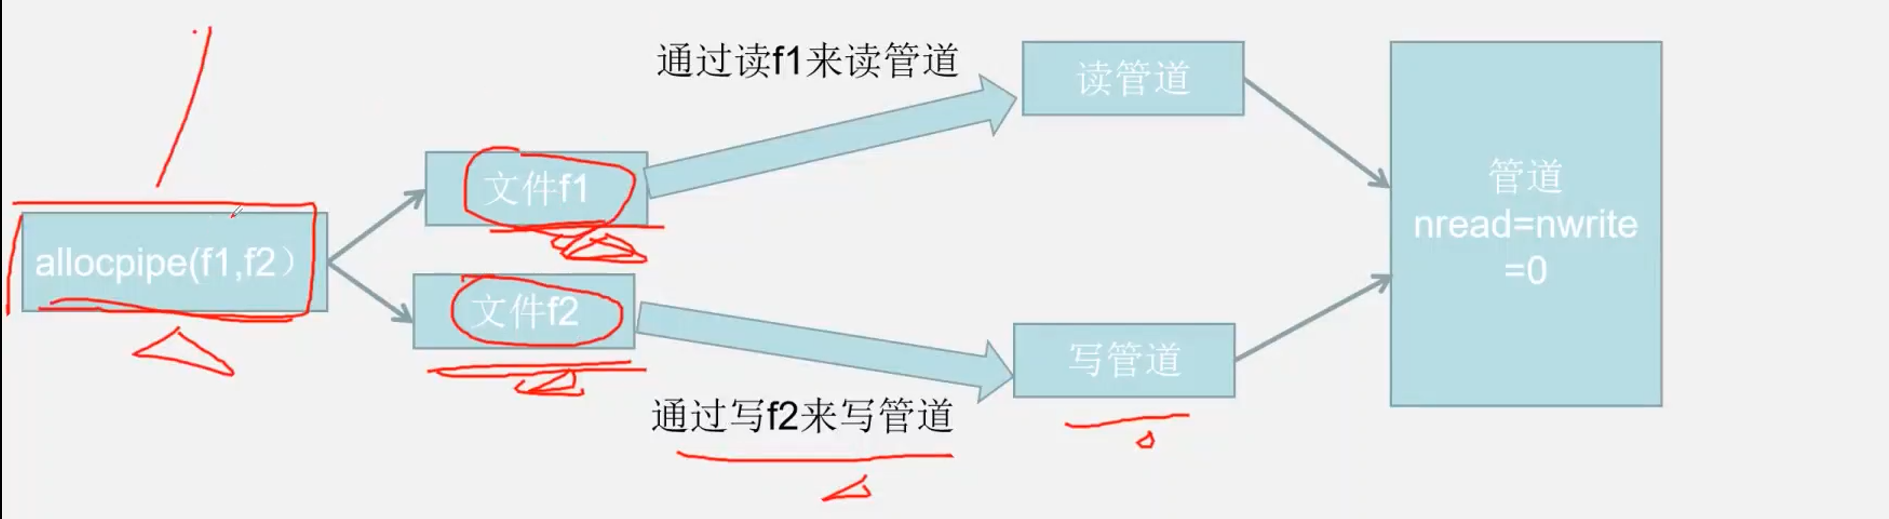 通过读f1来读管道
读管道
文件f1
管道
nread=nwrite
=0
allocpipe(f1,f2）
文件f2
写管道
通过写f2来写管道